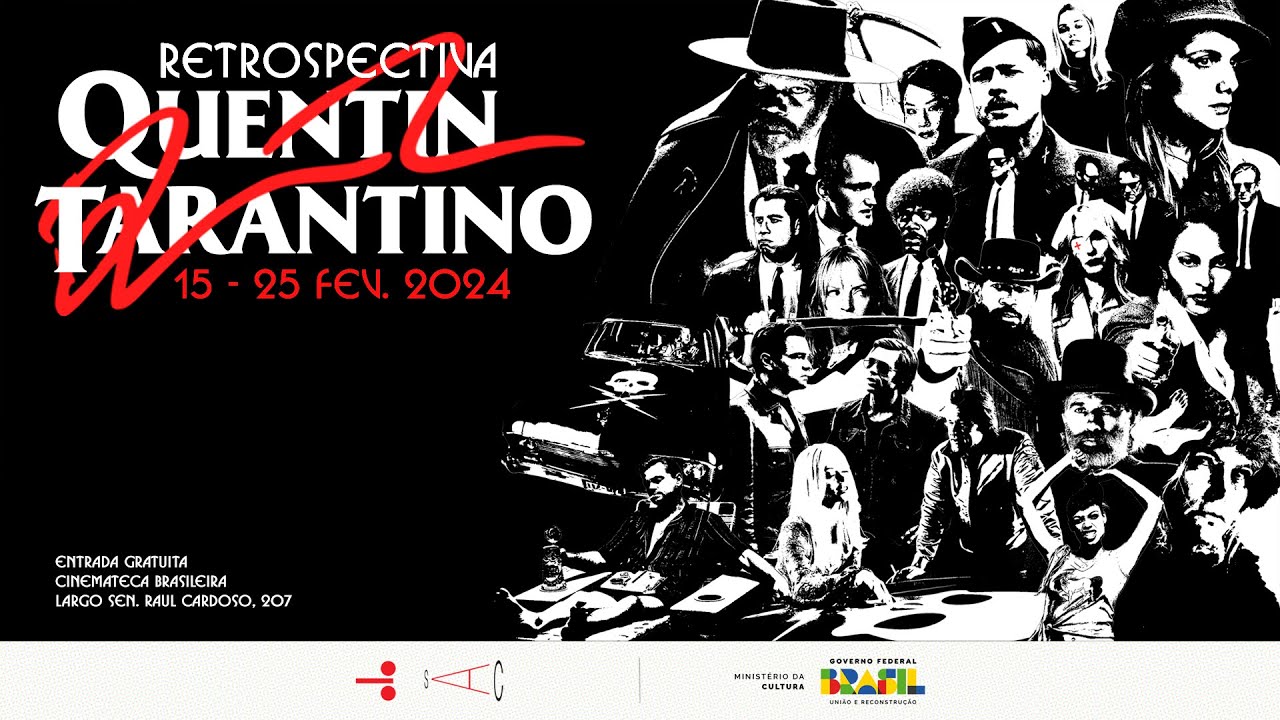 RETROSPECTIVA
QUENTIN
TARANTINO
15 - 25 FEV. 2024
ENTRADA GRATUITA
CINEMATECA BRASILEIRA
LARGO SEN. RAUL CARDOSO, 207
SAC
MINISTÉRIO DA
CULTURA
GOVERNO FEDERAL
BRASIL
UNIÃO E RECONSTRUÇÃO